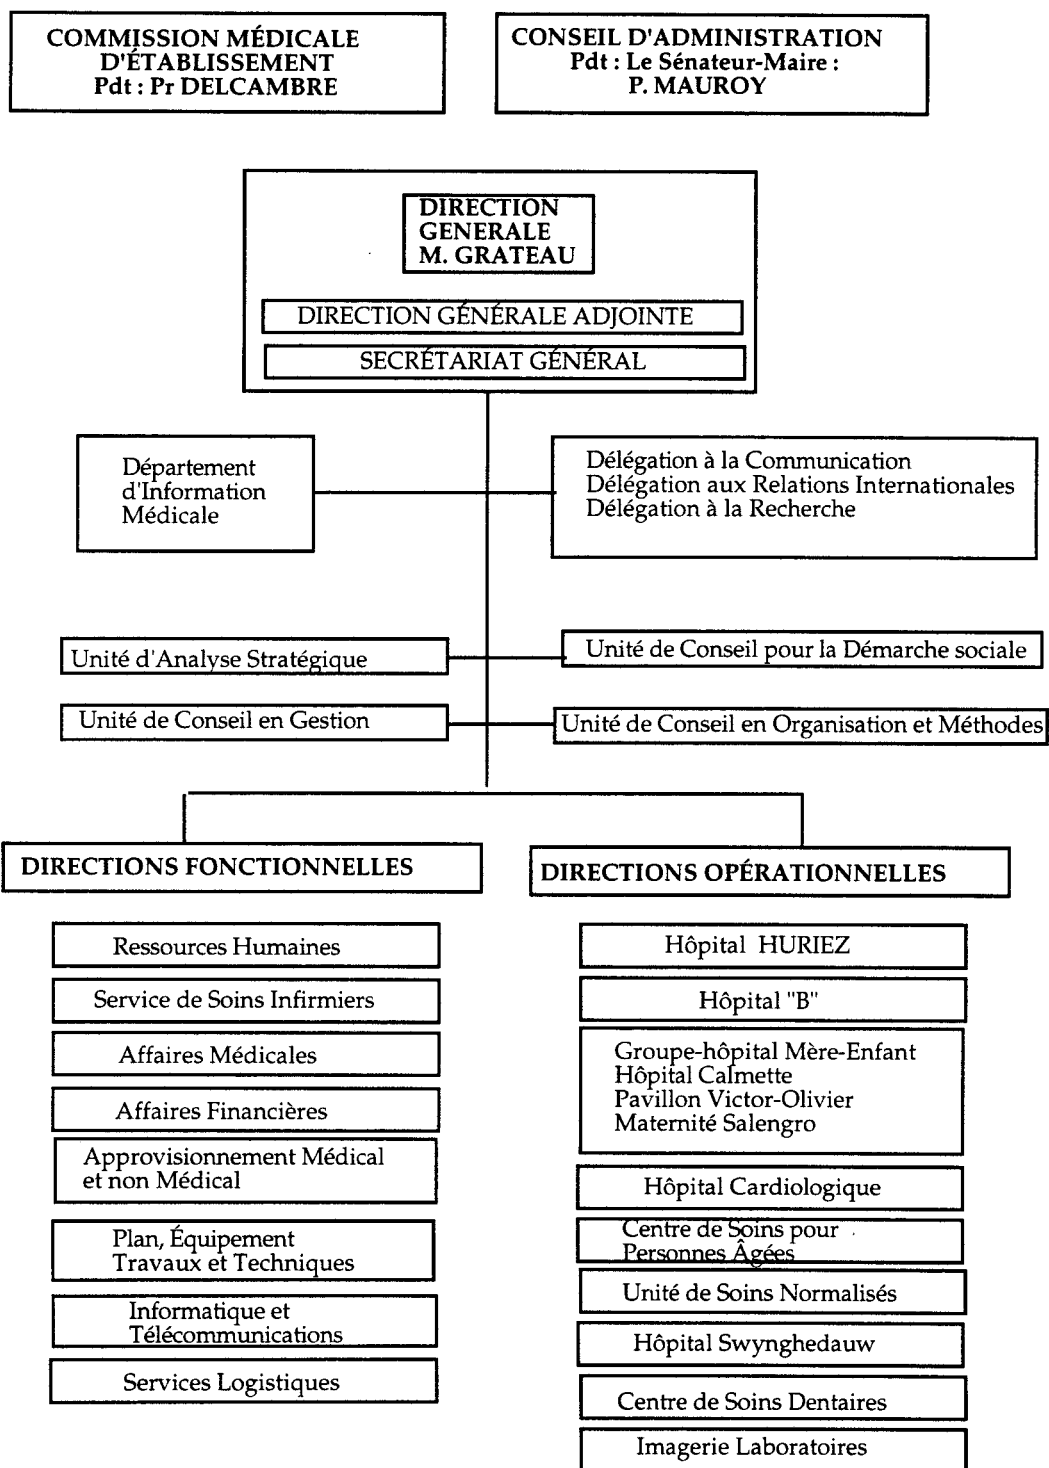 COMMISSION MÉDICALE
D'ÉTABLISSEMENT
Pdt : Pr DELCAMBRE
CONSEIL D'ADMINISTRATION
Pdt : Le Sénateur-Maire :
P. MAUROY
DIRECTION
GENERALE
M. GRATEAU
DIRECTION GÉNÉRALE ADJOINTE
SECRÉTARIAT GÉNÉRAL
Département
d'Information
Médicale
Délégation à la Communication
Délégation aux Relations Internationales
Délégation à la Recherche
Unité d'Analyse Stratégique
Unité de Conseil pour la Démarche sociale
Unité de Conseil en Gestion
Unité de Conseil en Organisation et Méthodes
DIRECTIONS FONCTIONNELLES
Ressources Humaines
Service de Soins Infirmiers
Affaires Médicales
Affaires Financières
Approvisionnement Médical
et non Médical
Plan, Équipement
Travaux et Techniques
Informatique et
Télécommunications
Services Logistiques
DIRECTIONS OPÉRATIONNELLES
Hôpital HURIEZ
Hôpital "B"
Groupe-hôpital Mère-Enfant
Hôpital Calmette
Pavillon Victor-Olivier
Maternité Salengro
Hôpital Cardiologique
Centre de Soins pour
Personnes Âgées
Unité de Soins Normalisés
Hôpital Swynghedauw
Centre de Soins Dentaires
Imagerie Laboratoires